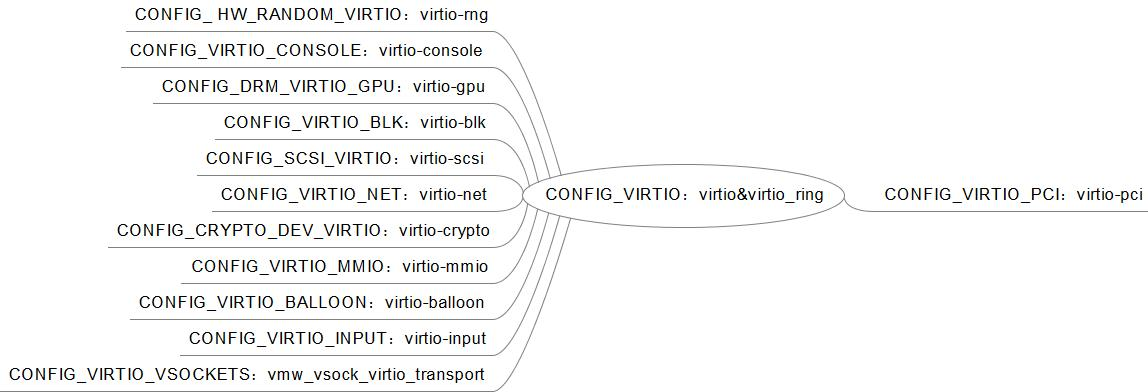 CONFIG_ HW_RANDOM_VIRTIO：virtio-rng
CONFIG_VIRTIO_CONSOLE：virtio-console
CONFIG_DRM_VIRTIO_GPU：virtio-gpu
CONFIG_VIRTIO_BLK：virtio-blk
CONFIG_SCSI_VIRTIO：virtio-scsi
CONFIG_VIRTIO_NET：virtio-net
CONFIG_CRYPTO_DEV_VIRTIO：virtio-crypto
CONFIG_VIRTIO_MMIO：virtio-mmio
CONFIG_VIRTIO_BALLOON：virtio-balloon
CONFIG_VIRTIO_INPUT：virtio-input
CONFIG_VIRTIO_VSOCKETS：vmw_vsock_virtio_transport
CONFIG_VIRTIO：virtio&virtio_ring
CONFIG_VIRTIO_PCI：virtio-pci